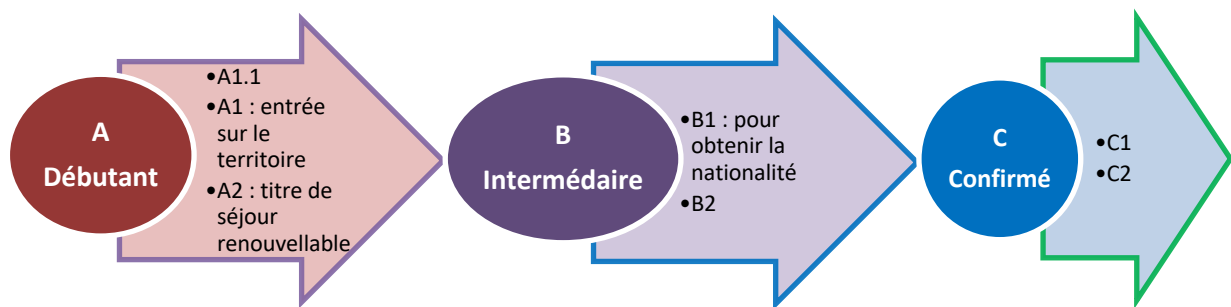 A
Débutant
•A1.1
•A1 : entrée
sur le
territoire
•A2 : titre de
séjour
renouvellable
B
Intermédaire
•B1 : pour
obtenir la
nationalité
•B2
C
Confirmé
•C1
•C2